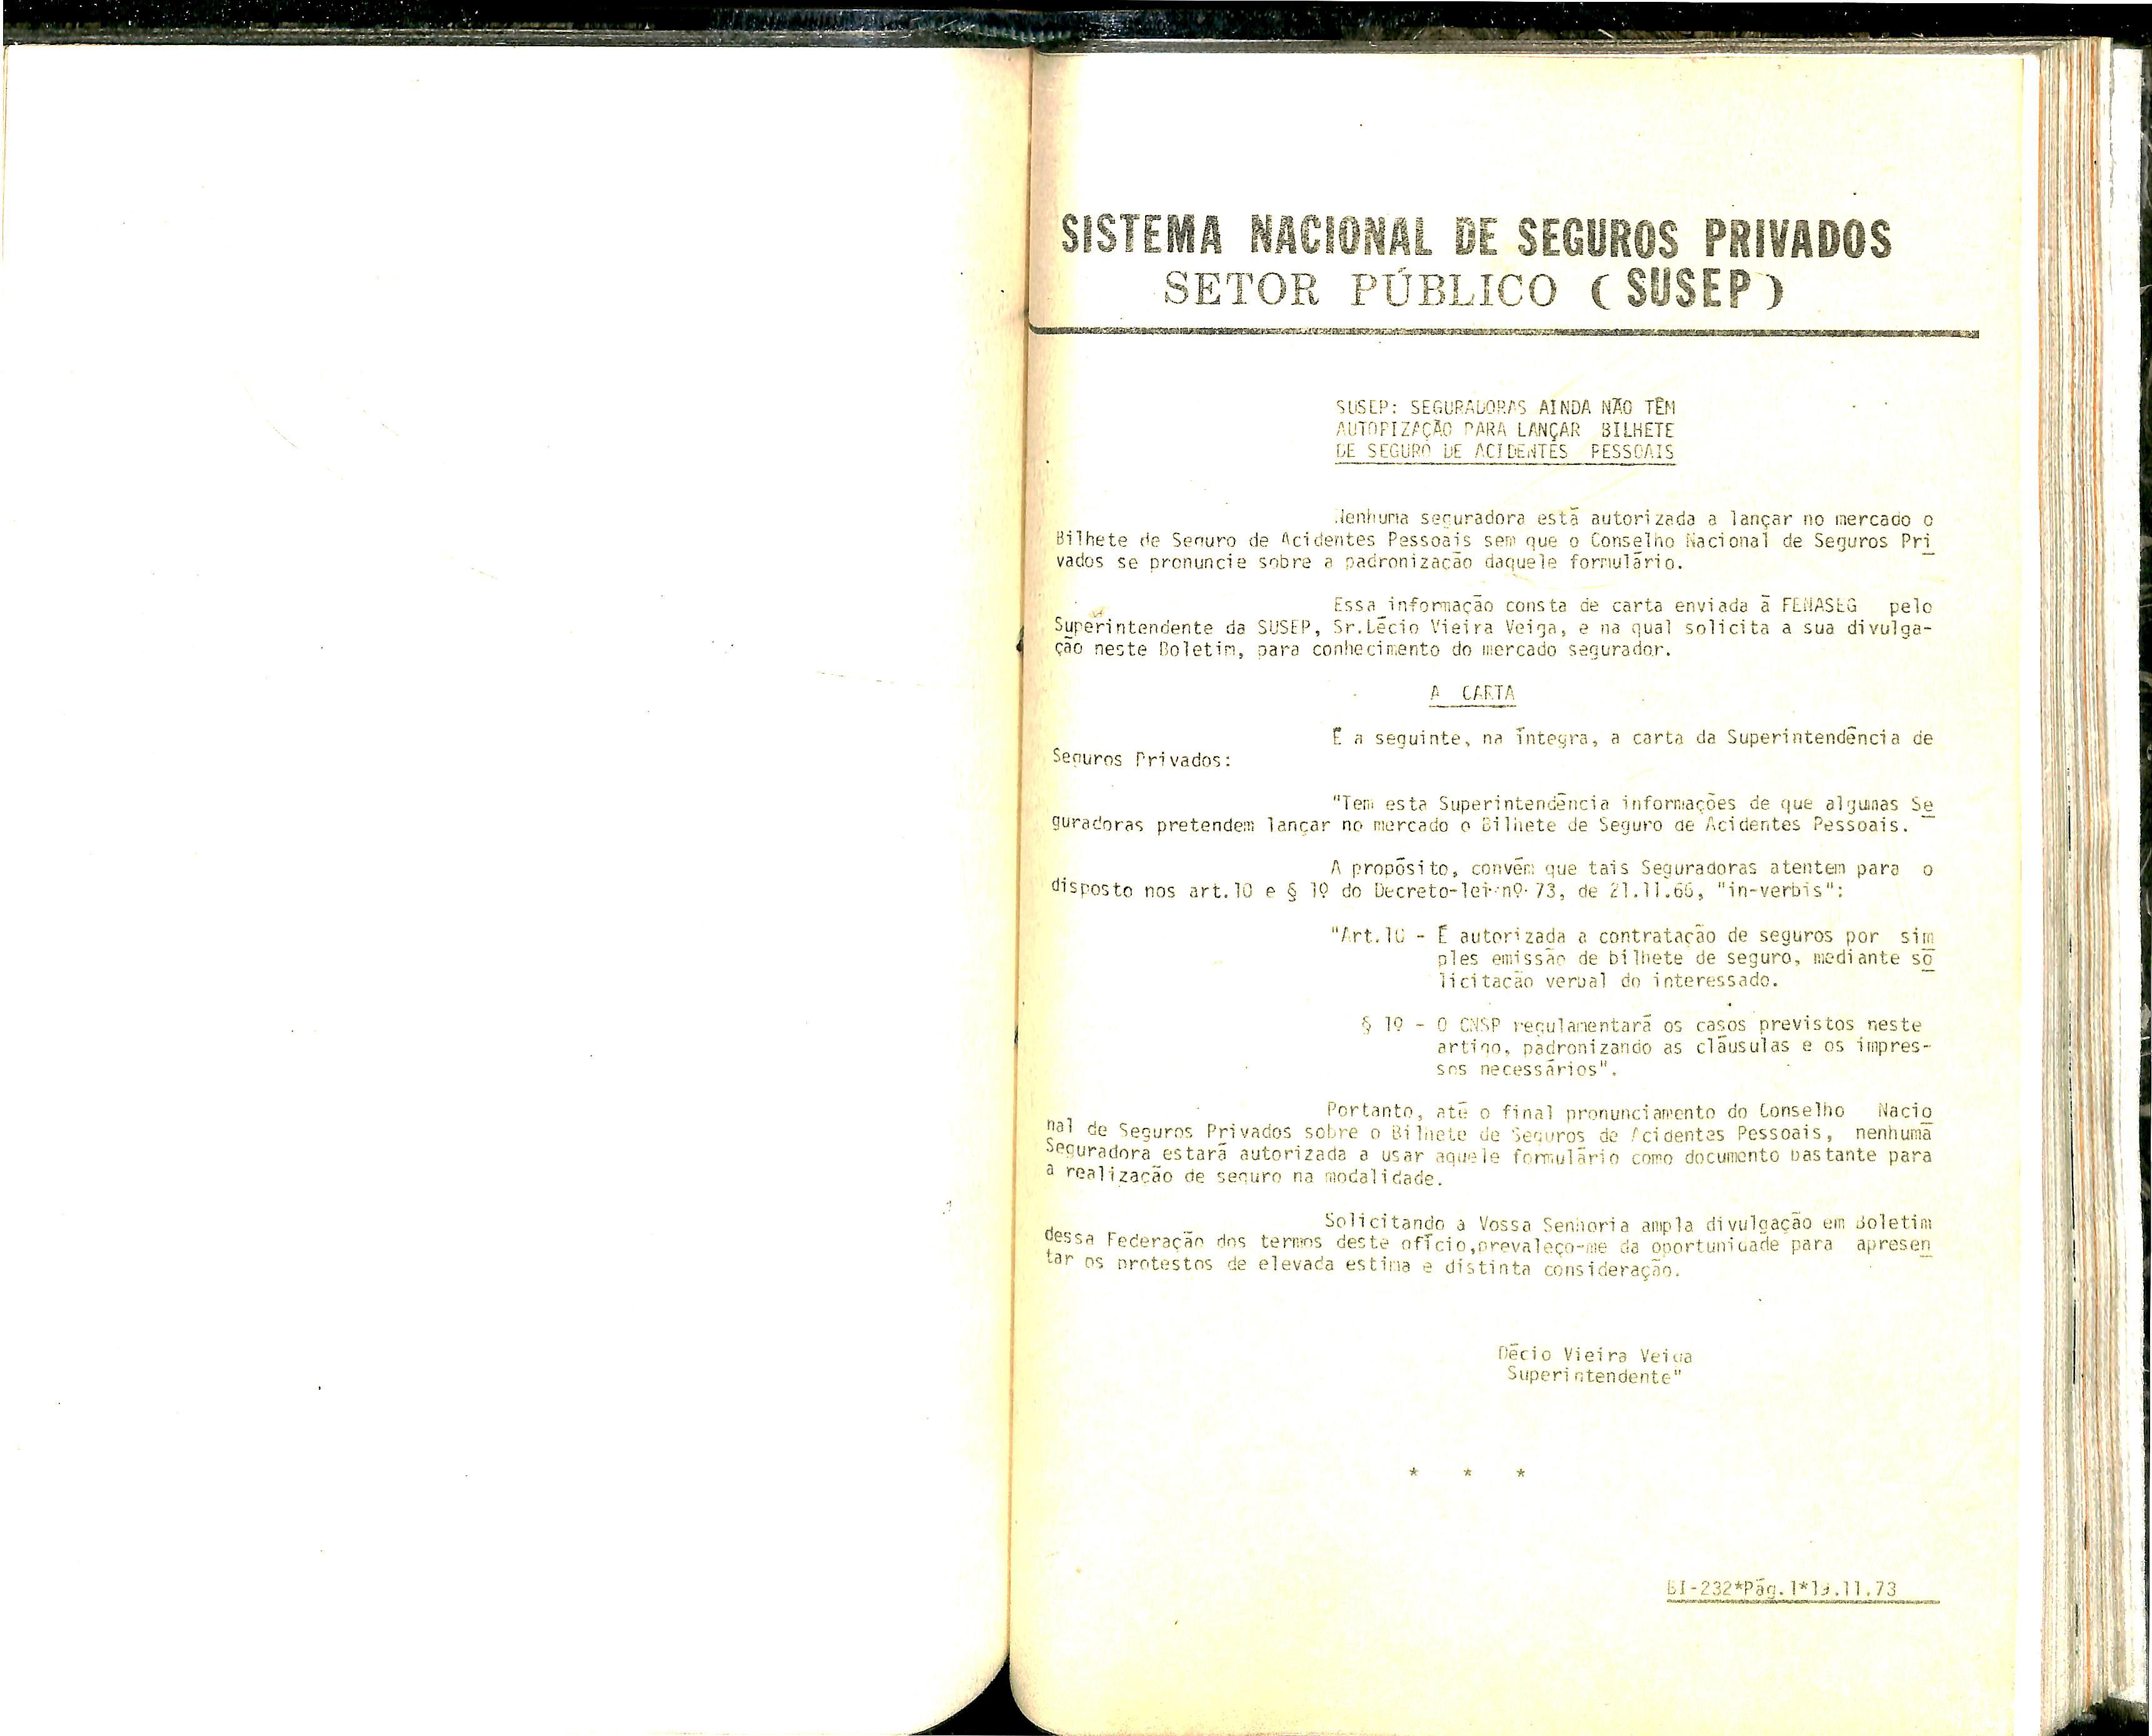 SISTEMA NACIONAL DE SEGUROS PRIVADOS
SETOR PÚBLICO (SUSEP)
SUSEP: SEGURADORAS AINDA NÃO TÊM
AUTORIZAÇÃO PARA LANÇAR BILHETE
DE SEGURO DE ACIDENTES PESSOAIS
Nenhuma seguradora está autorizada a lançar no mercado o
Bilhete de Seguro de Acidentes Pessoais sem que o Conselho Nacional de Seguros Pri
vados se pronuncie sobre a padronização daquele formulário.
Essa informação consta de carta enviada à FENASEG pelo
Superintendente da SUSEP, Sr.Décio Vieira Veiga, e na qual solicita a sua divulga-
ção neste Boletim, para conhecimento do mercado segurador.
A CARTA
É a seguinte, na íntegra, a carta da Superintendência de
Seguros Privados:
"Tem esta Superintendência informações de que algumas Se
guradoras pretendem lançar no mercado o Bilhete de Seguro de Acidentes Pessoais.
A propósito, convém que tais Seguradoras atentem para o
disposto nos art.10 e § 1º do Decreto-lei nº 73, de 21.11.66, "in-verbis":
"Art.10 - É autorizada a contratação de seguros por sim
ples emissão de bilhete de seguro, mediante so
licitação verbal do interessado.
§ 1º - O CNSP regulamentará os casos previstos neste
artigo, padronizando as cláusulas e os impres-
sos necessários".
Portanto, até o final pronunciamento do Conselho Nacio
nal de Seguros Privados sobre o Bilhete de Seguros de Acidentes Pessoais, nenhuma
Seguradora estará autorizada a usar aquele formulário como documento bastante para
a realização de seguro na modalidade.
Solicitando a Vossa Senhoria ampla divulgação em Boletim
dessa Federação dos termos deste ofício,prevaleço-me da oportunidade para apresen
tar os protestos de elevada estima e distinta consideração.
Décio Vieira Veiga
Superintendente"
* * *
BI-232*Pág.1*19.11.73